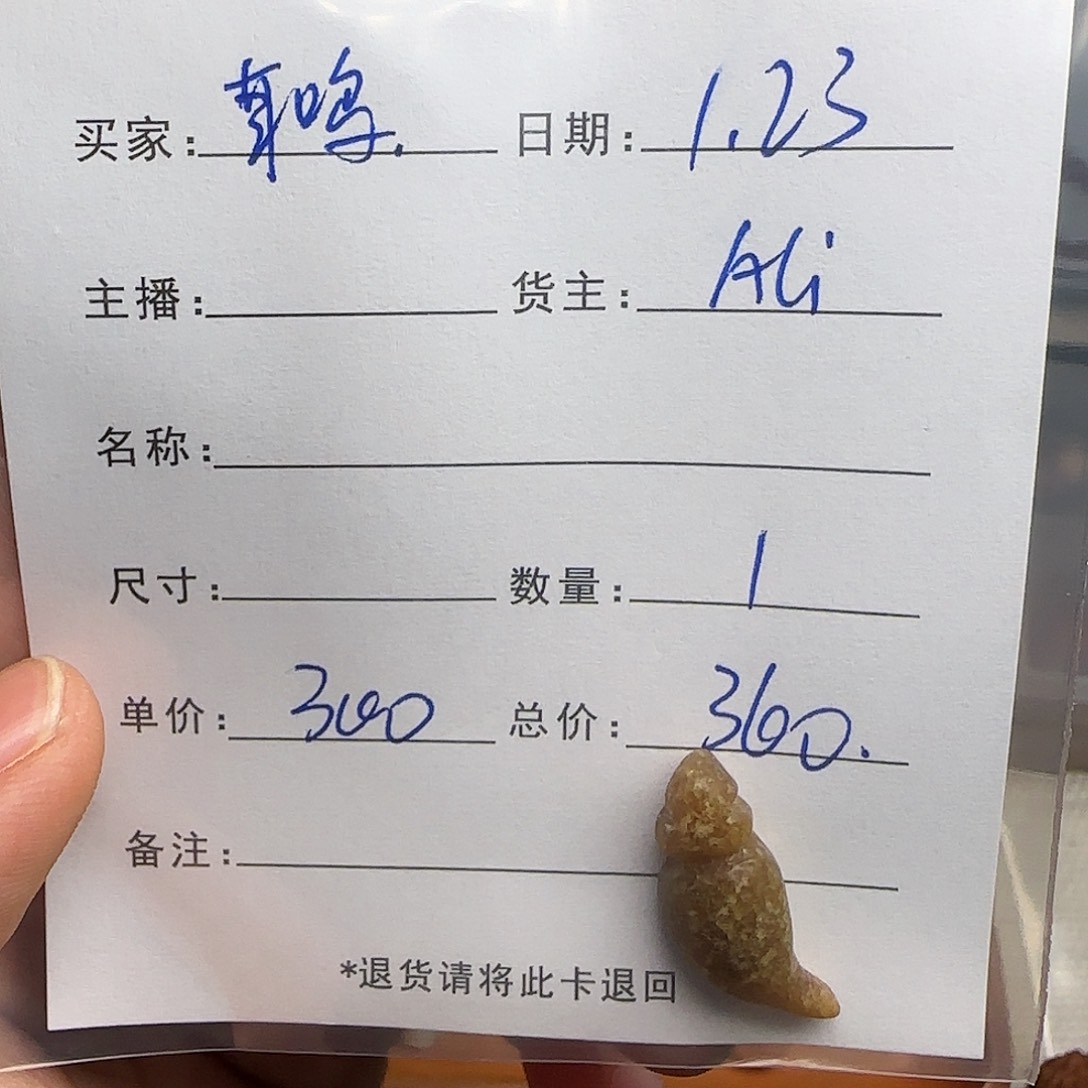 买家: 日期: 1.23
主播: 货主: Ali
名称:
尺寸: 数量: 1
单价: 360 总价: 360.
备注:
*退货请将此卡退回